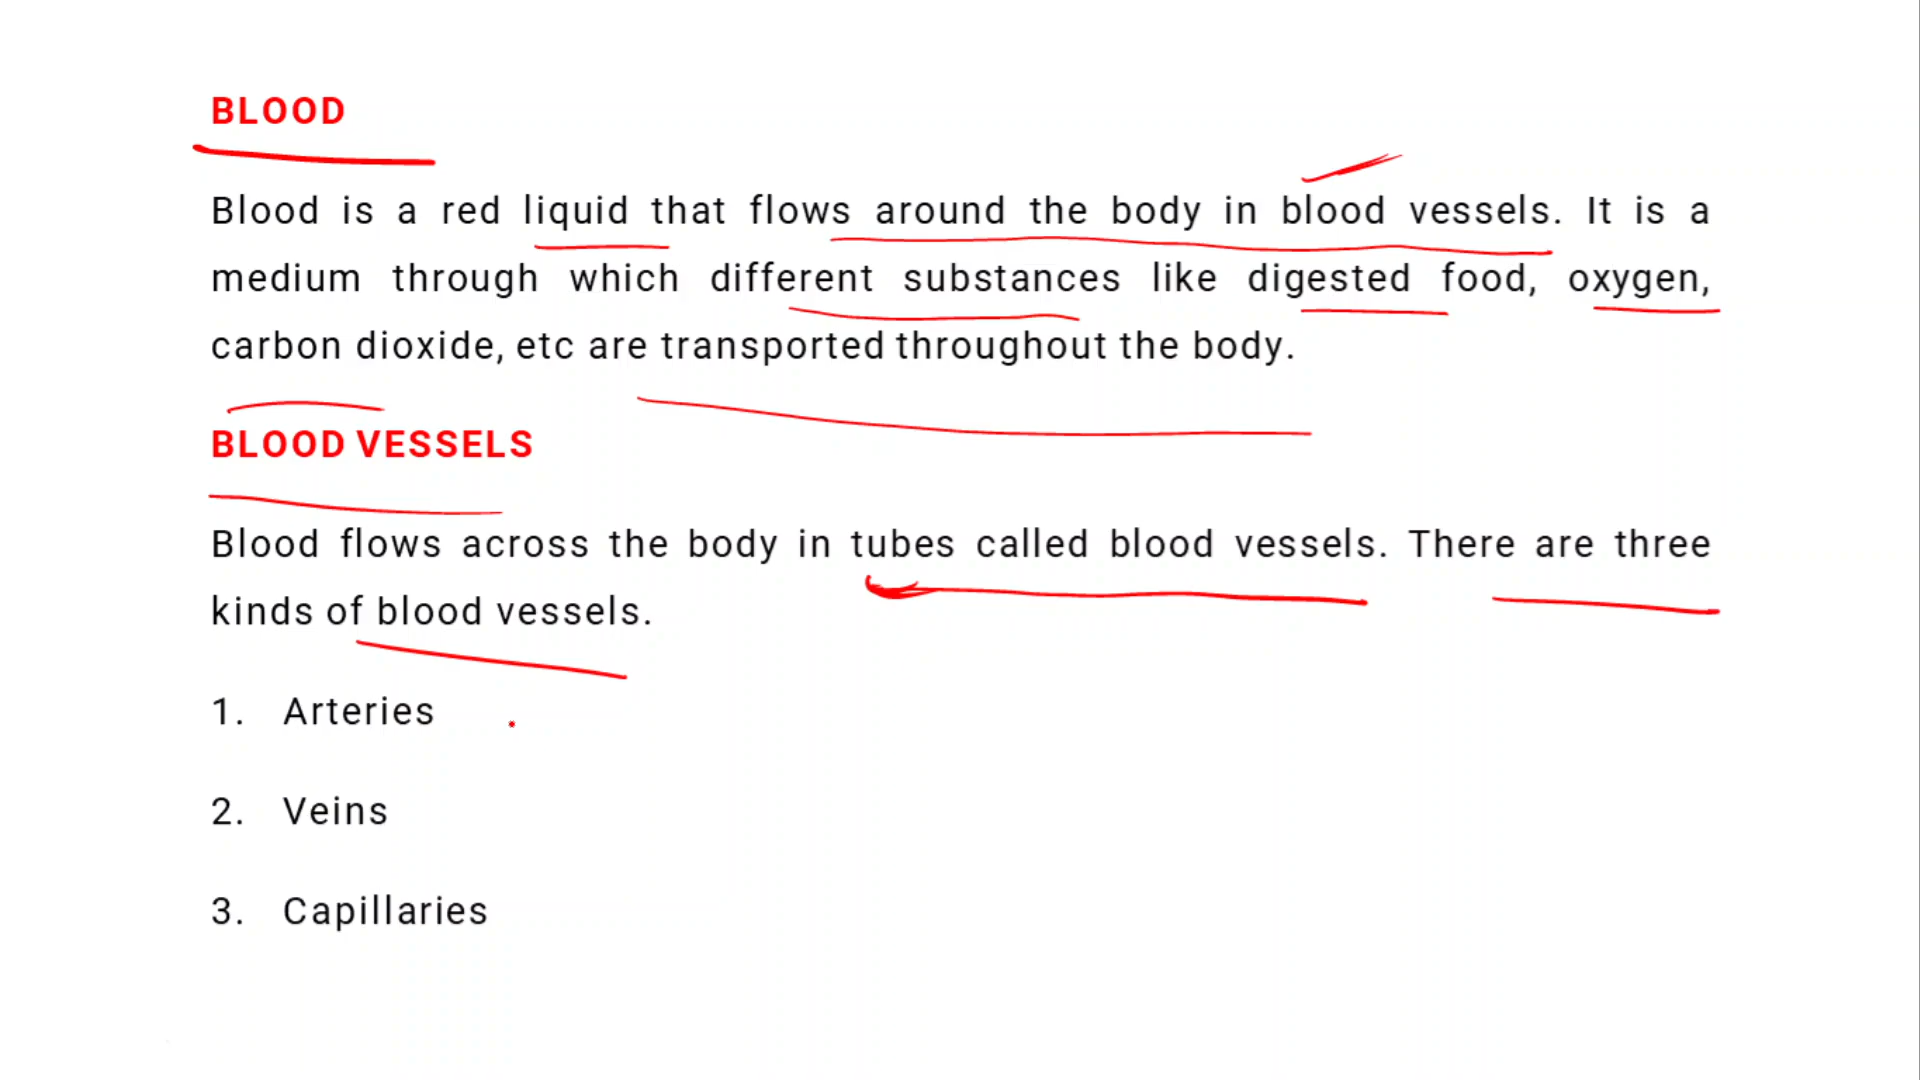 BLOOD
Blood is a red liquid that flows around the body in blood vessels. It is a
medium through which different substances like digested food, oxygen,
carbon dioxide, etc are transported throughout the body.
BLOOD VESSELS
Blood flows across the body in tubes called blood vessels. There are three
kinds of blood vessels.
1. Arteries
2. Veins
3. Capillaries